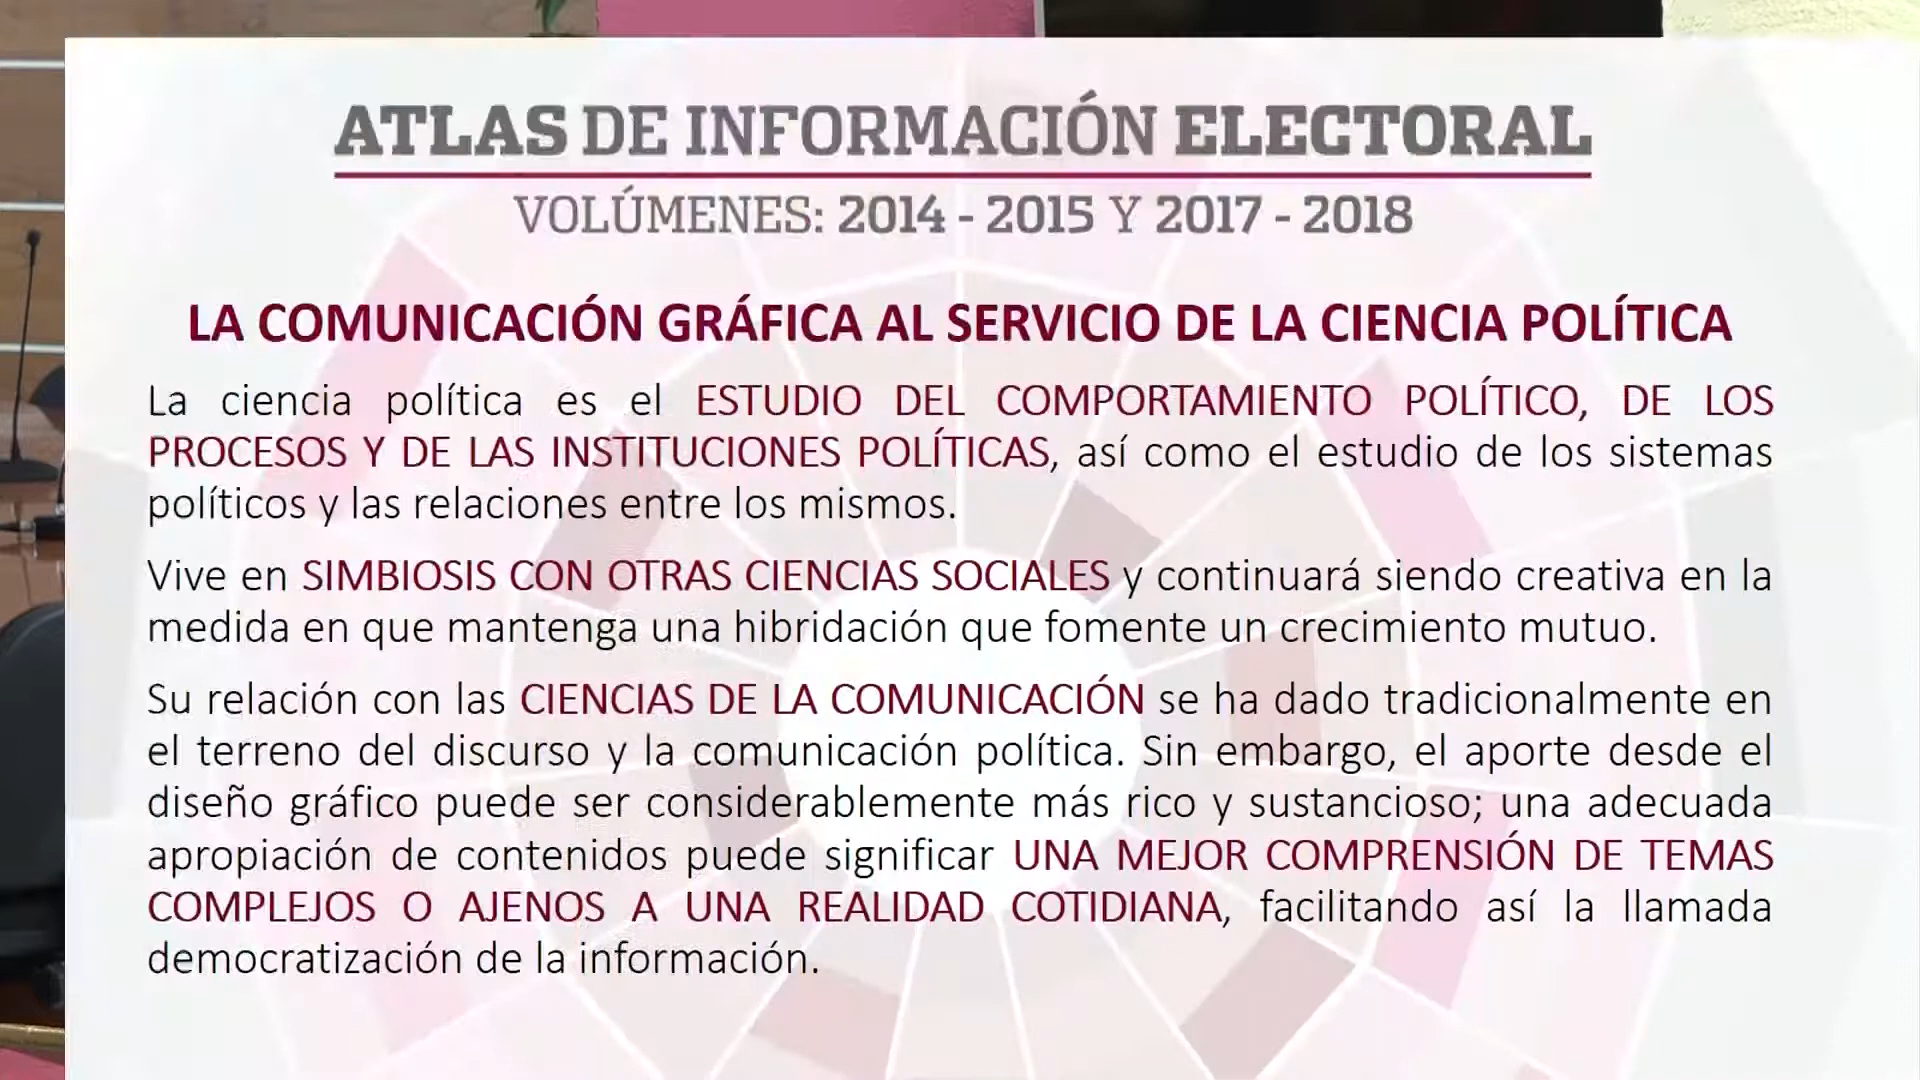 ATLAS DE INFORMACIÓN ELECTORAL
VOLÚMENES: 2014 - 2015 Y 2017 - 2018
LA COMUNICACIÓN GRÁFICA AL SERVICIO DE LA CIENCIA POLÍTICA
La ciencia política es el ESTUDIO DEL COMPORTAMIENTO POLÍTICO, DE LOS
PROCESOS Y DE LAS INSTITUCIONES POLÍTICAS, así como el estudio de los sistemas
políticos y las relaciones entre los mismos.
Vive en SIMBIOSIS CON OTRAS CIENCIAS SOCIALES y continuará siendo creativa en la
medida en que mantenga una hibridación que fomente un crecimiento mutuo.
Su relación con las CIENCIAS DE LA COMUNICACIÓN se ha dado tradicionalmente en
el terreno del discurso y la comunicación política. Sin embargo, el aporte desde el
diseño gráfico puede ser considerablemente más rico y sustancioso; una adecuada
apropiación de contenidos puede significar UNA MEJOR COMPRENSIÓN DE TEMAS
COMPLEJOS O AJENOS A UNA REALIDAD COTIDIANA, facilitando así la llamada
democratización de la información.